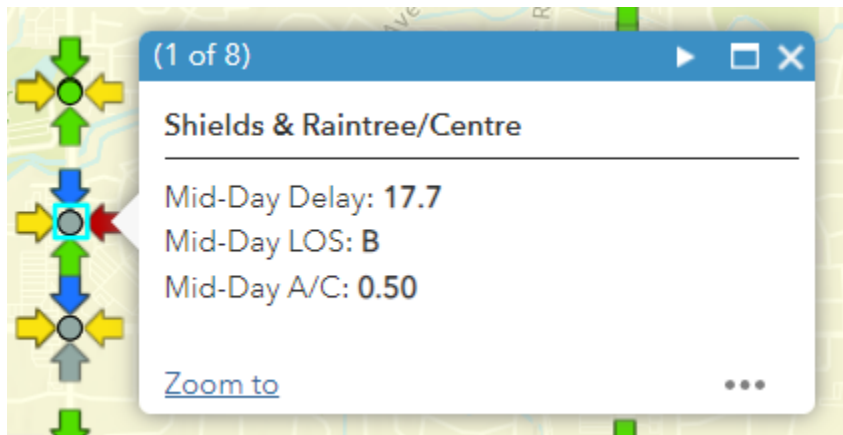 (1 of 8)
Shields & Raintree/Centre
Mid-Day Delay: 17.7
Mid-Day LOS: B
Mid-Day A/C: 0.50
Zoom to